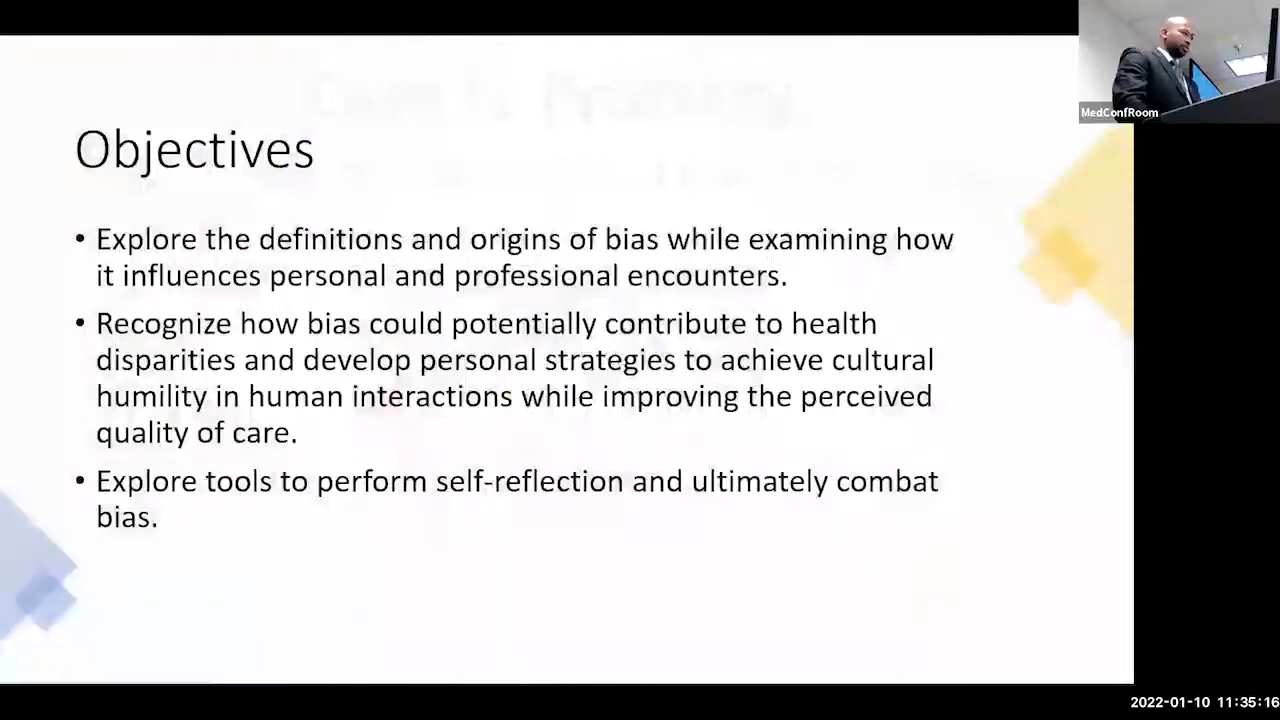 MedConfRoom
Objectives
• Explore the definitions and origins of bias while examining how
it influences personal and professional encounters.
• Recognize how bias could potentially contribute to health
disparities and develop personal strategies to achieve cultural
humility in human interactions while improving the perceived
quality of care.
• Explore tools to perform self-reflection and ultimately combat
bias.
2022-01-10 11:35:16